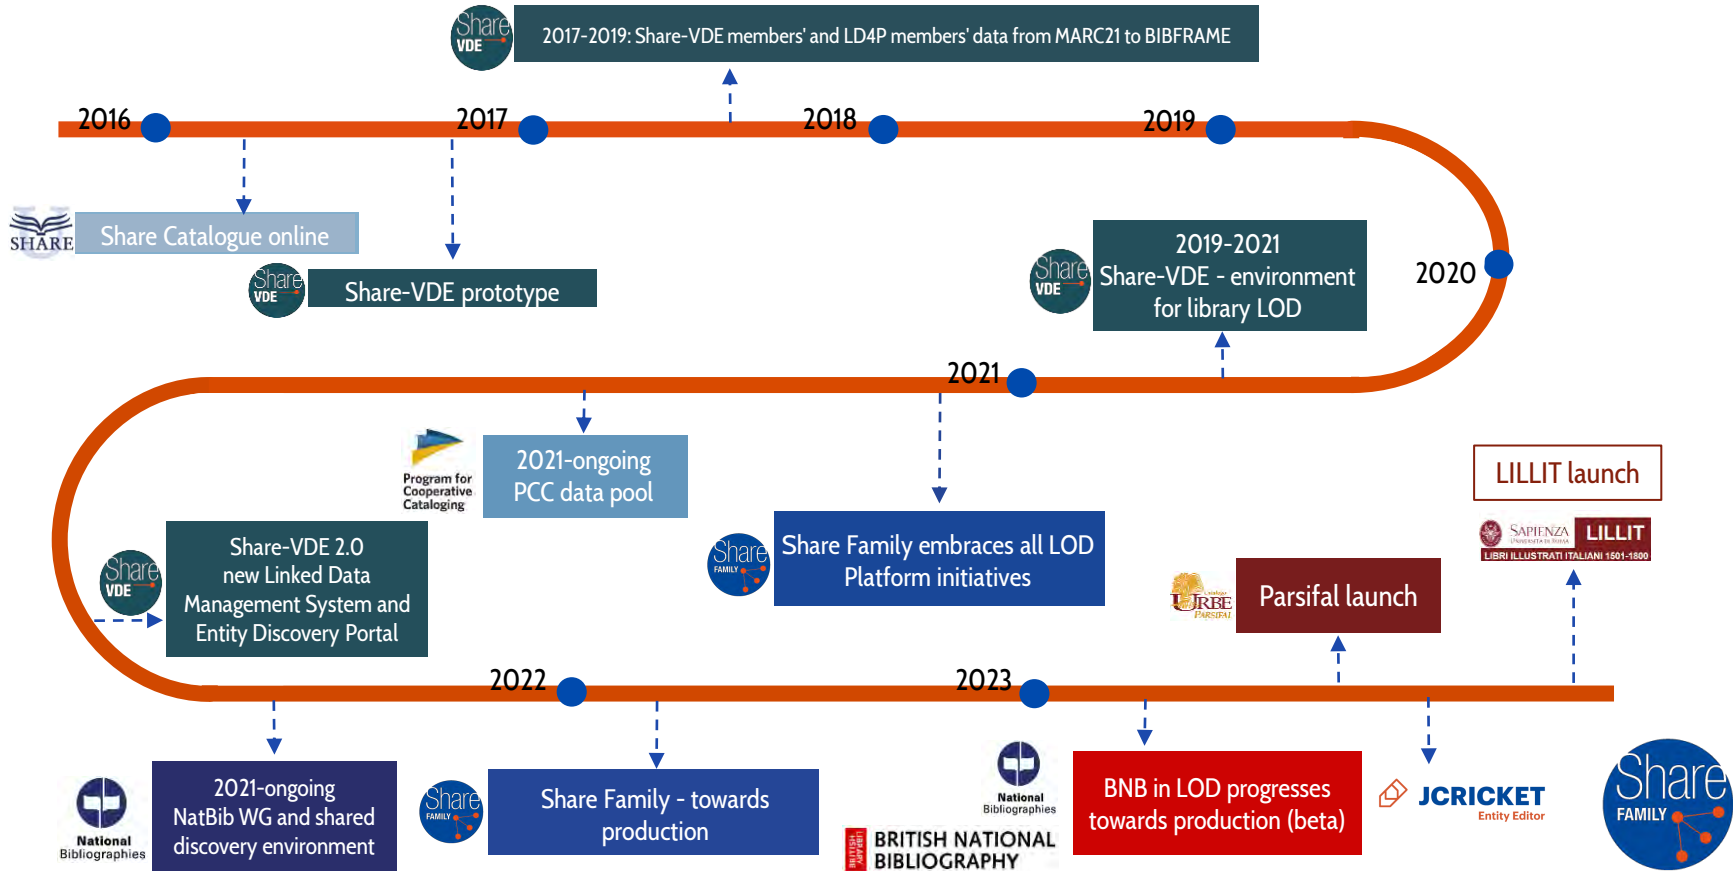 Share
VDE
2017-2019: Share-VDE members' and LD4P members' data from MARC21 to BIBFRAME
2016
2017
2018
2019
SHARE
Share Catalogue online
Share
VDE
Share-VDE prototype
Share
VDE
2019-2021
Share-VDE - environment
for library LOD
2020
2021
Program for
Cooperative
Cataloging
2021-ongoing
PCC data pool
Share
FAMILY
Share Family embraces all LOD
Platform initiatives
LILLIT launch
SAPIENZA
UNIVERSITÀ DI ROMA
LILLIT
LIBRI ILLUSTRATI ITALIANI 1501-1800
Share
VDE
Share-VDE 2.0
new Linked Data
Management System and
Entity Discovery Portal
Catalogo
URBE
PARSIFAL
Parsifal launch
2022
2023
National
Bibliographies
2021-ongoing
NatBib WG and shared
discovery environment
Share
FAMILY
Share Family - towards
production
National
Bibliographies
BRITISH
LIBRARY
BRITISH NATIONAL
BIBLIOGRAPHY
BNB in LOD progresses
towards production (beta)
JCRICKET
Entity Editor
Share
FAMILY